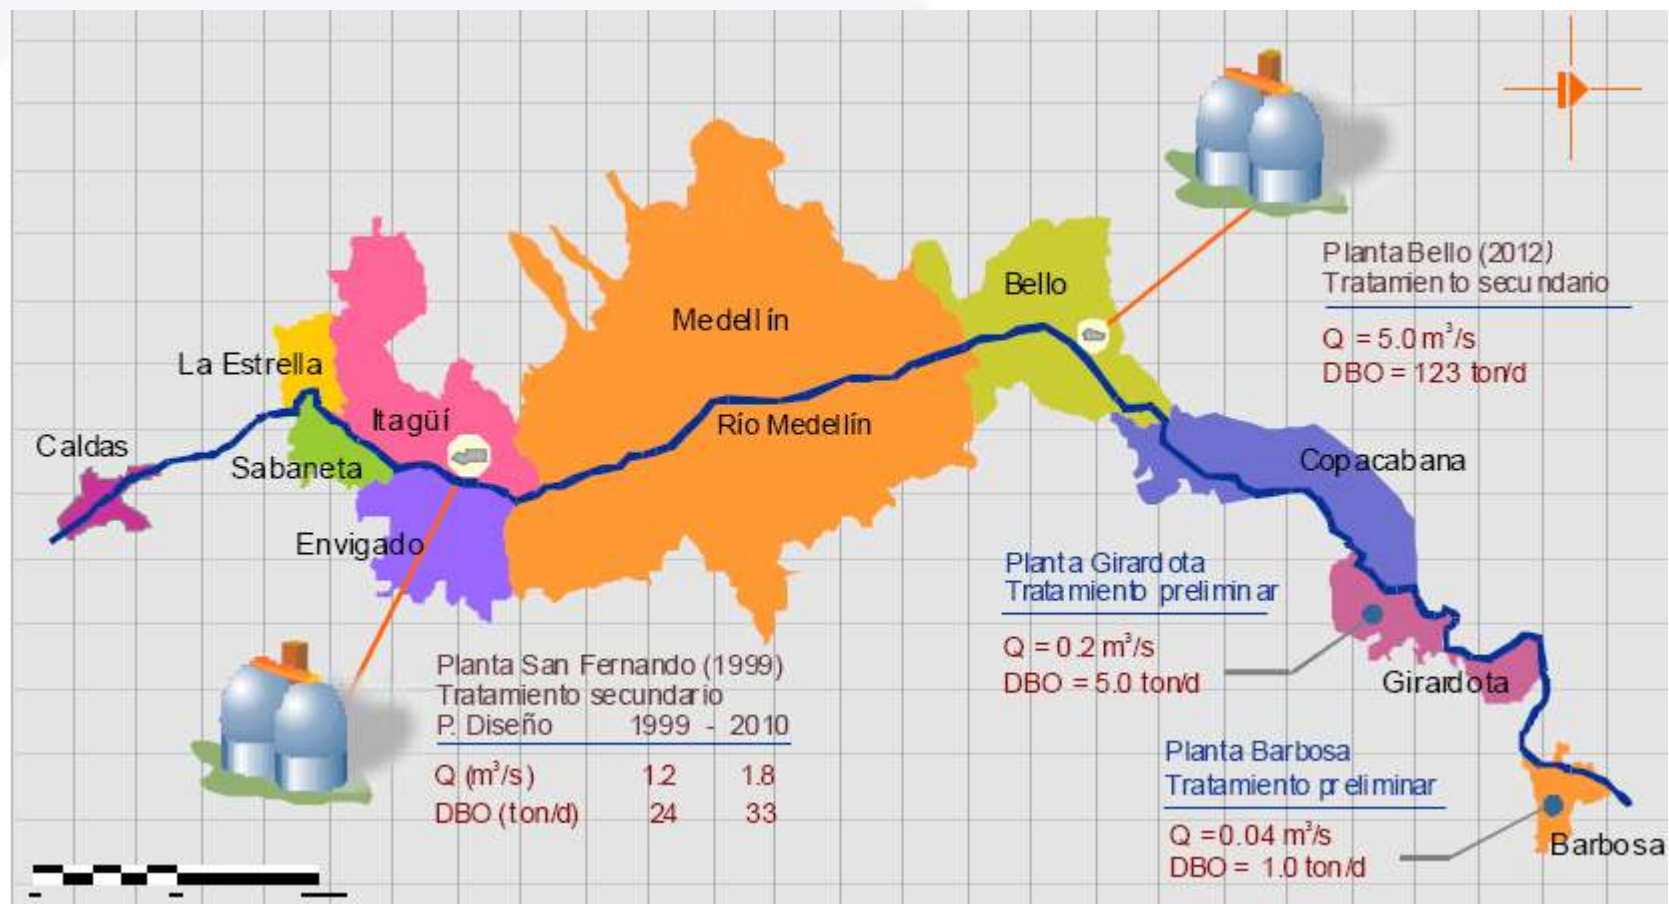 Planta Bello (2012)
Tratamiento secundario
Q = 5.0 m³/s
DBO = 123 ton/d
Bello
Medellín
La Estrella
Itagüí
Río Medellín
Caldas
Sabaneta
Copacabana
Envigado
Planta Girardota
Tratamiento preliminar
Q = 0.2 m³/s
DBO = 5.0 ton/d
Girardota
Planta San Fernando (1999)
Tratamiento secundario
P. Diseño 1999 - 2010
Q (m³/s) 1.2 1.8
DBO (ton/d) 24 33
Planta Barbosa
Tratamiento preliminar
Q = 0.04 m³/s
DBO = 1.0 ton/d
Barbosa